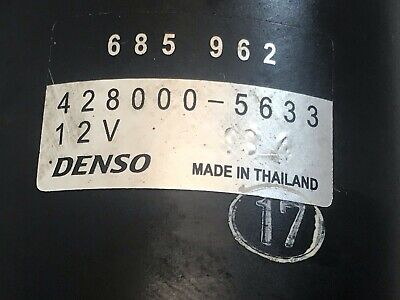 685 962
428000-5633
12V
DENSO
MADE IN THAILAND
17